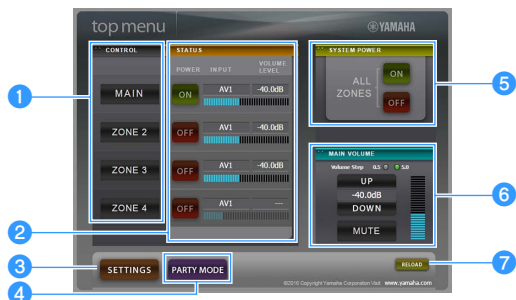 top menu
YAMAHA
CONTROL
STATUS
SYSTEM POWER
POWER INPUT VOLUME LEVEL
ALL ZONES
ON
OFF
MAIN
ON AV1 -40.0dB
ZONE 2
OFF AV1 -40.0dB
ZONE 3
OFF AV1 -40.0dB
ZONE 4
OFF AV1 ---
MAIN VOLUME
Volume Step 0.5 5.0
UP
-40.0dB
DOWN
MUTE
SETTINGS
PARTY MODE
RELOAD
©2010 Copyright Yamaha Corporation Visit www.yamaha.com
1
2
3
4
5
6
7